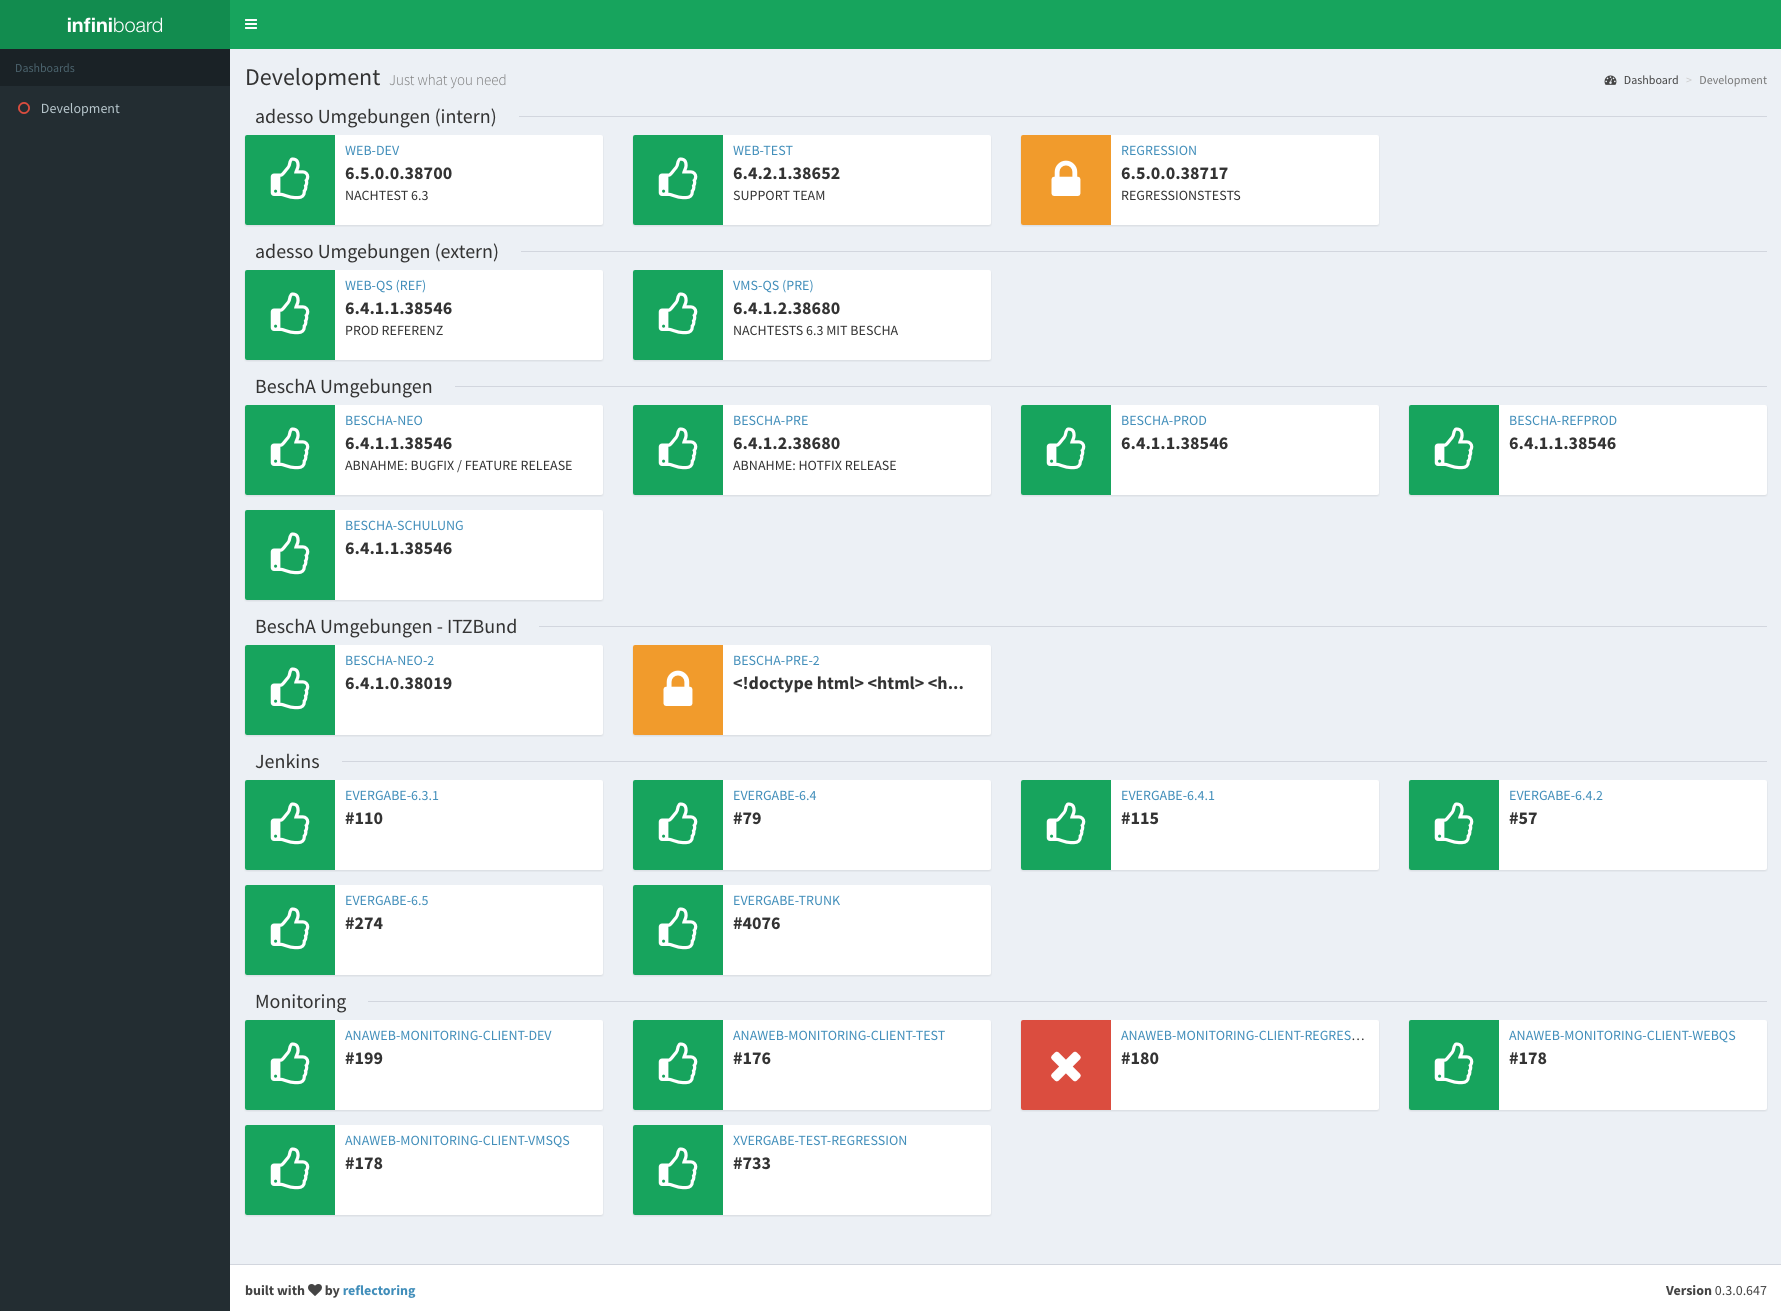 infiniboard
Dashboards
Development
Development Just what you need
Dashboard > Development
adesso Umgebungen (intern)
WEB-DEV
6.5.0.0.38700
NACHTEST 6.3
WEB-TEST
6.4.2.1.38652
SUPPORT TEAM
REGRESSION
6.5.0.0.38717
REGRESSIONSTESTS
adesso Umgebungen (extern)
WEB-QS (REF)
6.4.1.1.38546
PROD REFERENZ
VMS-QS (PRE)
6.4.1.2.38680
NACHTESTS 6.3 MIT BESCHA
BeschA Umgebungen
BESCHA-NEO
6.4.1.1.38546
ABNAHME: BUGFIX / FEATURE RELEASE
BESCHA-PRE
6.4.1.2.38680
ABNAHME: HOTFIX RELEASE
BESCHA-PROD
6.4.1.1.38546
BESCHA-REFPROD
6.4.1.1.38546
BESCHA-SCHULUNG
6.4.1.1.38546
BeschA Umgebungen - ITZBund
BESCHA-NEO-2
6.4.1.0.38019
BESCHA-PRE-2
<!doctype html> <html> <h...
Jenkins
EVERGABE-6.3.1
#110
EVERGABE-6.4
#79
EVERGABE-6.4.1
#115
EVERGABE-6.4.2
#57
EVERGABE-6.5
#274
EVERGABE-TRUNK
#4076
Monitoring
ANAWEB-MONITORING-CLIENT-DEV
#199
ANAWEB-MONITORING-CLIENT-TEST
#176
ANAWEB-MONITORING-CLIENT-REGRES...
#180
ANAWEB-MONITORING-CLIENT-WEBQS
#178
ANAWEB-MONITORING-CLIENT-VMSQS
#178
XVERGABE-TEST-REGRESSION
#733
built with ♥ by reflectoring
Version 0.3.0.647